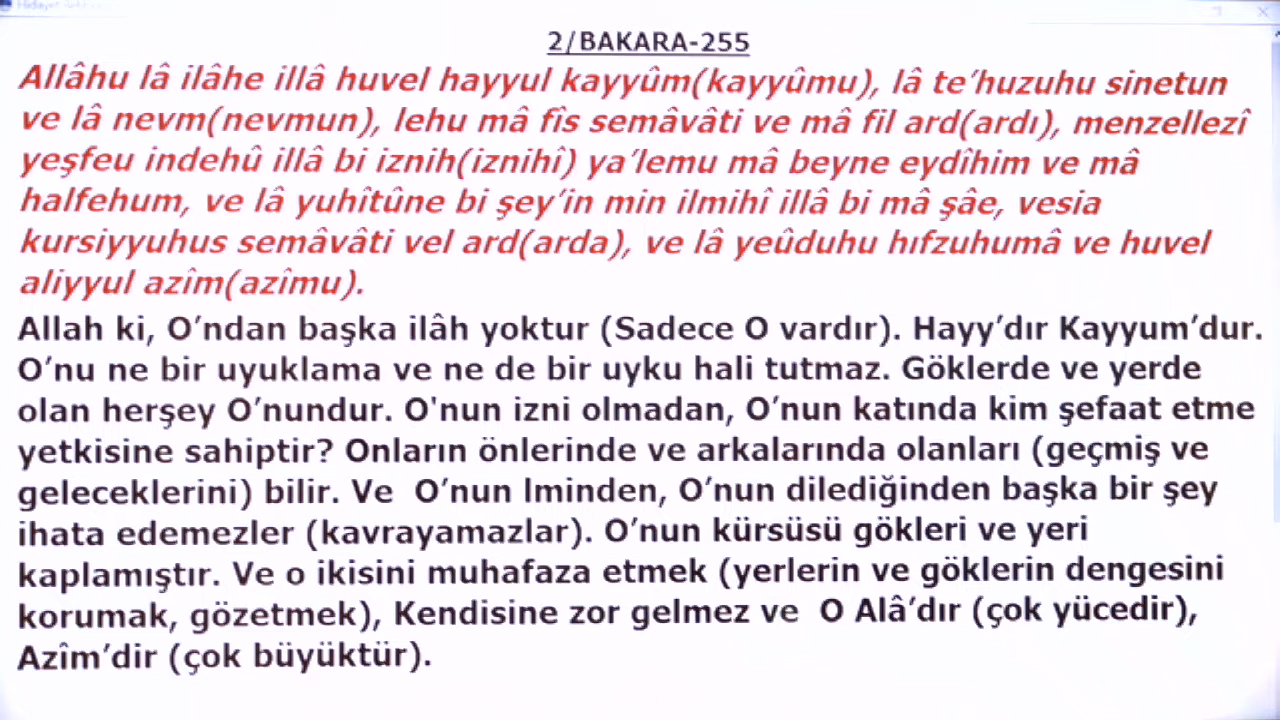 2/BAKARA-255
Allâhu lâ ilâhe illâ huvel hayyul kayyûm(kayyûmu), lâ te’huzuhu sinetun
ve lâ nevm(nevmun), lehu mâ fîs semâvâti ve mâ fîl ard(ardı), menzellezî
yeşfeu indehû illâ bi iznih(iznihî) ya’lemu mâ beyne eydîhim ve mâ
halfehum, ve lâ yuhîtûne bi şey’in min ilmihî illâ bi mâ şâe, vesia
kursiyyuhus semâvâti vel ard(arda), ve lâ yeûduhu hıfzuhumâ ve huvel
aliyyul azîm(azîmu).
Allah ki, O’ndan başka ilâh yoktur (Sadece O vardır). Hayy’dır Kayyum’dur.
O’nu ne bir uyuklama ve ne de bir uyku hali tutmaz. Göklerde ve yerde
olan herşey O’nundur. O'nun izni olmadan, O’nun katında kim şefaat etme
yetkisine sahiptir? Onların önlerinde ve arkalarında olanları (geçmiş ve
geleceklerini) bilir. Ve  O’nun lminden, O’nun dilediğinden başka bir şey
ihata edemezler (kavrayamazlar). O’nun kürsüsü gökleri ve yeri
kaplamıştır. Ve o ikisini muhafaza etmek (yerlerin ve göklerin dengesini
korumak, gözetmek), Kendisine zor gelmez ve  O Alâ’dır (çok yücedir),
Azîm’dir (çok büyüktür).